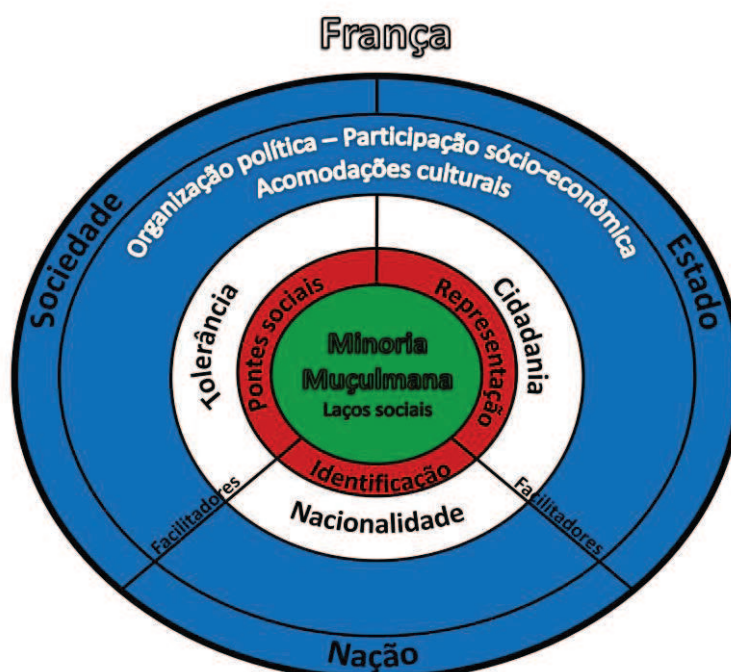 França
Organização política – Participação sócio-econômica
Acomodações culturais
Sociedade
Estado
Tolerância
Cidadania
Pontes sociais
Representação
Minoria
Muçulmana
Laços sociais
Identificação
Nacionalidade
Facilitadores
Facilitadores
Nação